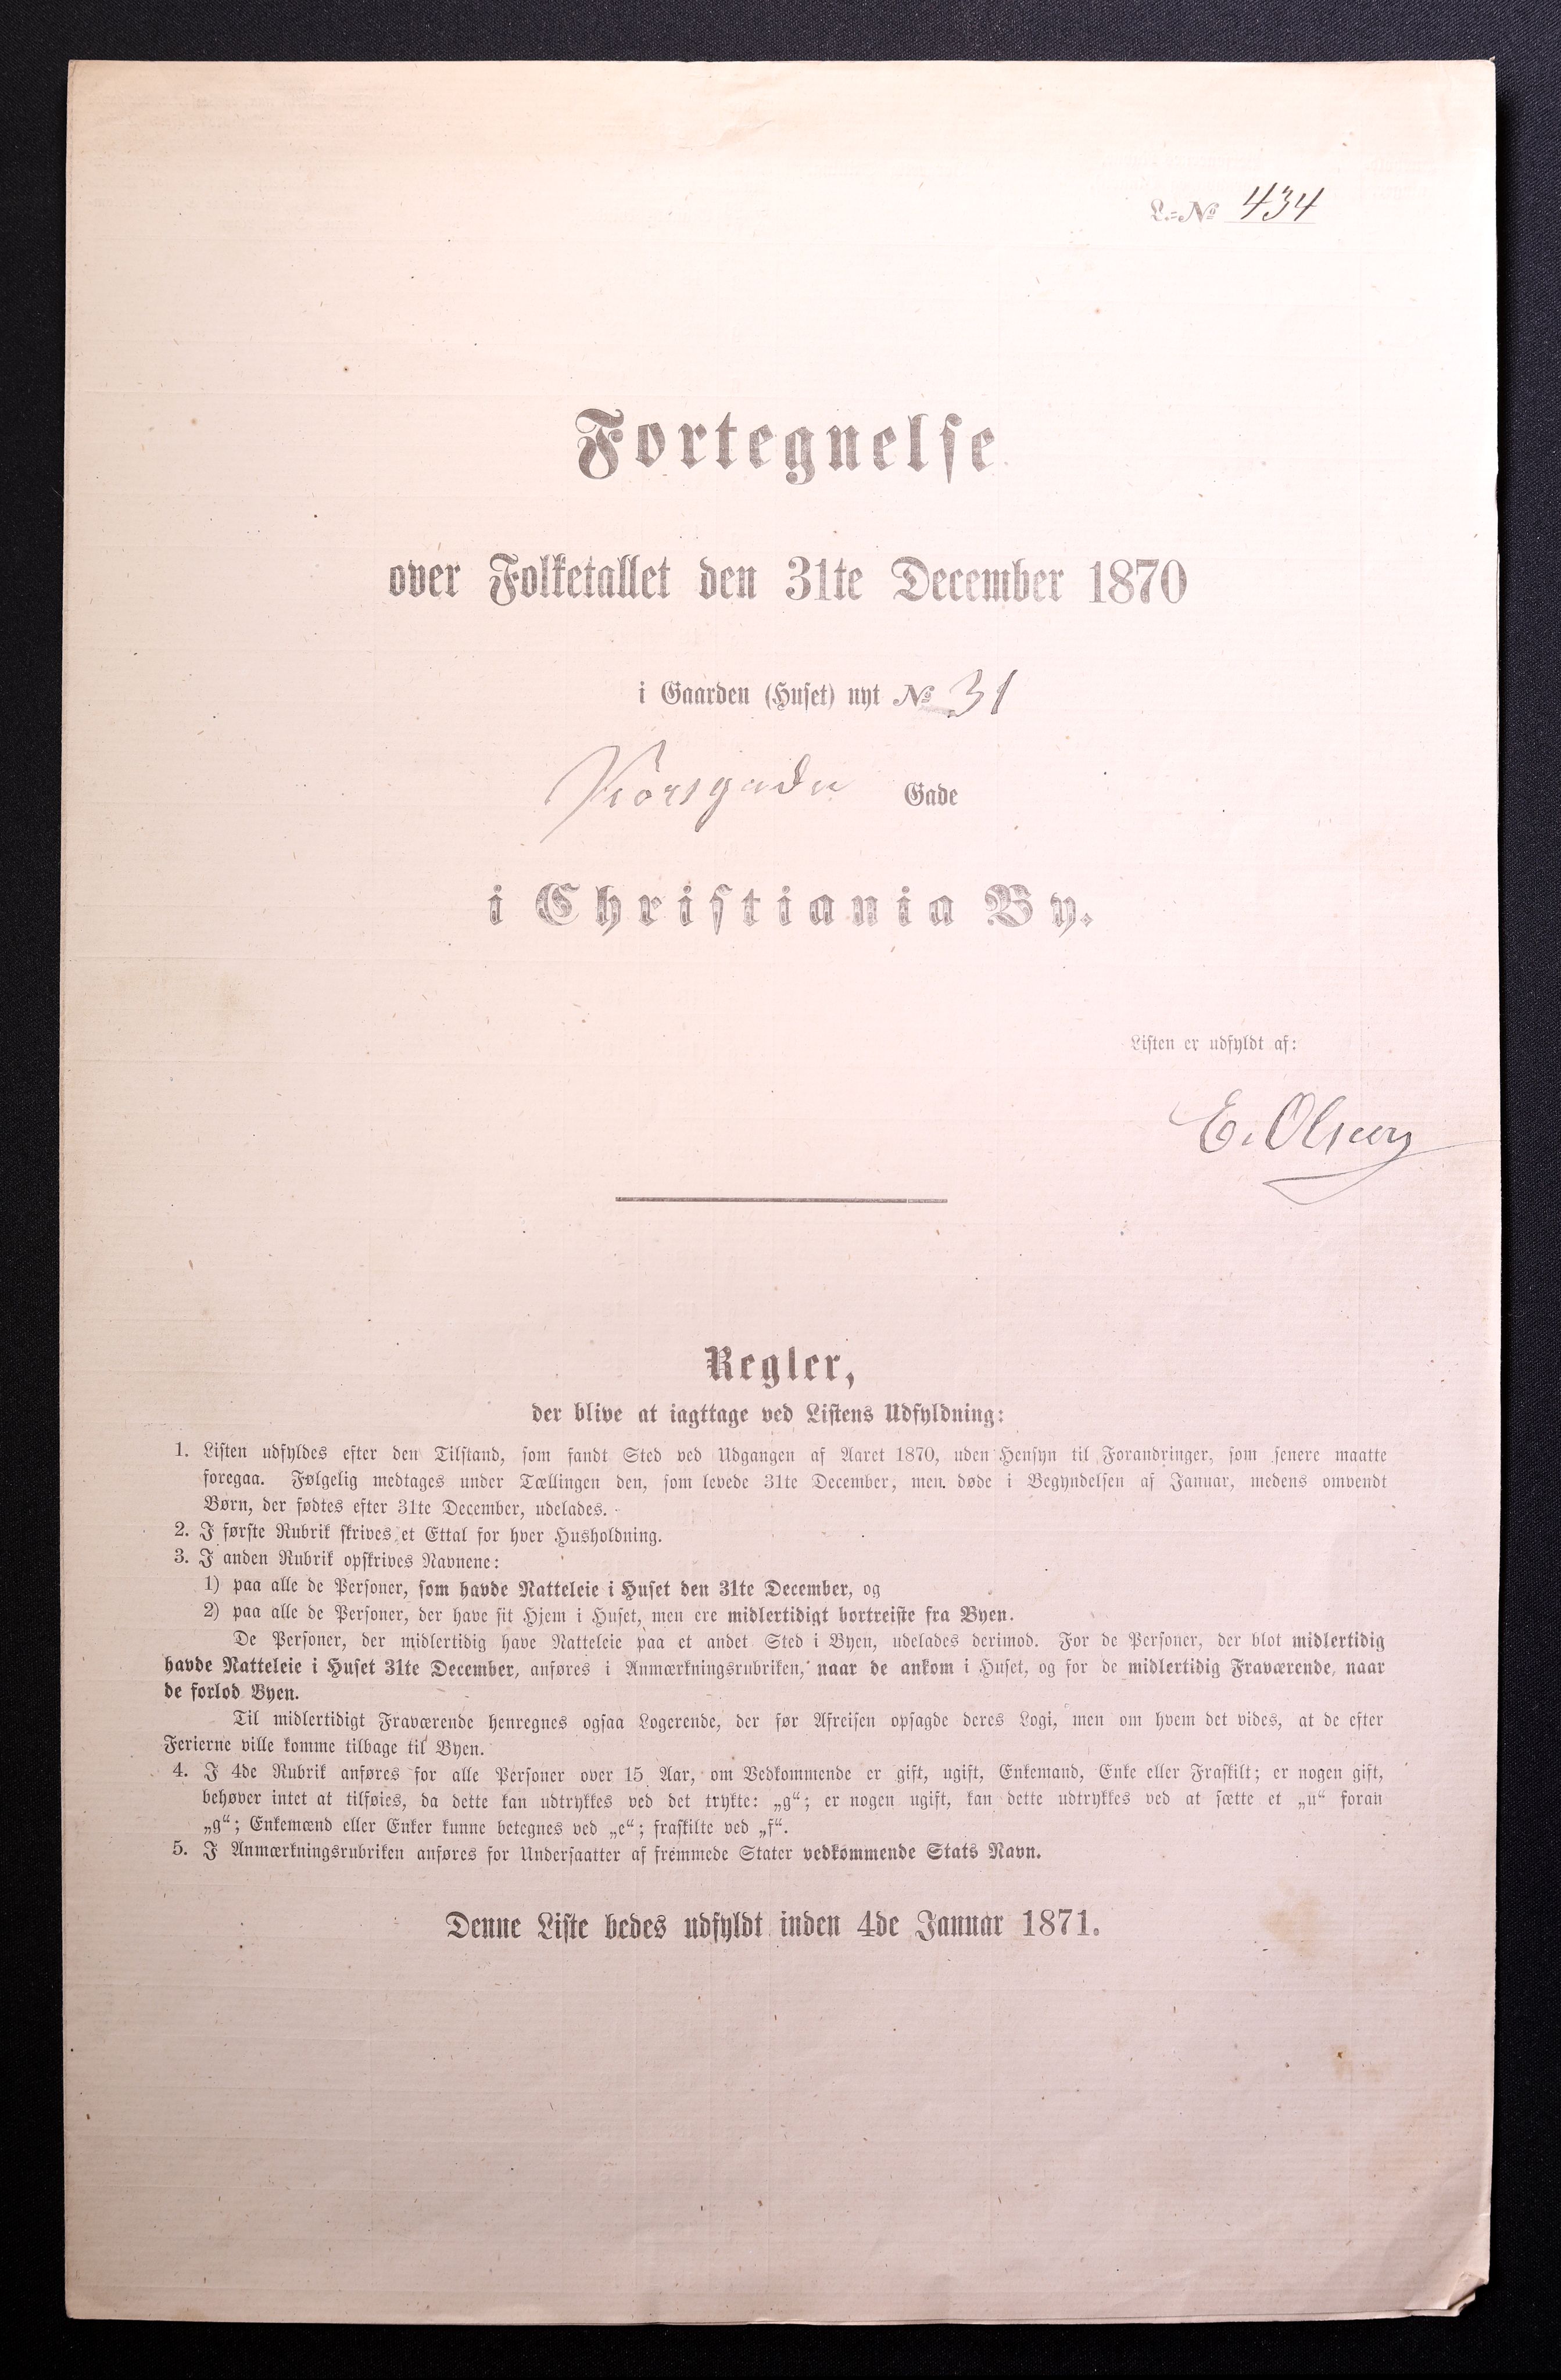 L.=No 434
Fortegnelse
over Folketallet den 31te December 1870
i Gaarden (Huset) nyt No 31
Korsgaden Gade
i Christiania By.
Listen er udfyldt af:
E. Olsen
Regler,
der blive at iagttage ved Listens Udfyldning:
1. Listen udfyldes efter den Tilstand, som fandt Sted ved Udgangen af Aaret 1870, uden Hensyn til Forandringer, som senere maatte
foregaa. Følgelig medtages under Tællingen den, som levede 31te December, men døde i Begyndelsen af Januar, medens omvendt
Børn, der fødtes efter 31te December, udelades.
2. I første Rubrik skrives et Ettal for hver Husholdning.
3. I anden Rubrik opskrives Navnene:
1) paa alle de Personer, som havde Natteleie i Huset den 31te December, og
2) paa alle de Personer, der have sit Hjem i Huset, men ere midlertidigt bortreiste fra Byen.
De Personer, der midlertidig have Natteleie paa et andet Sted i Byen, udelades derimod. For de Personer, der blot midlertidig
havde Natteleie i Huset 31te December, anføres i Anmærkningsrubriken, naar de ankom i Huset, og for de midlertidig Fraværende, naar
de forlod Byen.
Til midlertidigt Fraværende henregnes ogsaa Logerende, der før Afreisen opsagde deres Logi, men om hvem det vides, at de efter
Ferierne ville komme tilbage til Byen.
4. I 4de Rubrik anføres for alle Personer over 15 Aar, om Vedkommende er gift, ugift, Enkemand, Enke eller Fraskilt; er nogen gift,
behøver intet at tilføies, da dette kan udtrykkes ved det trykte: „g“; er nogen ugift, kan dette udtrykkes ved at sætte et „u“ foran
„g“; Enkemænd eller Enker kunne betegnes ved „e“; fraskilte ved „f“.
5. I Anmærkningsrubriken anføres for Undersaatter af fremmede Stater vedkommende Stats Navn.
Denne Liste bedes udfyldt inden 4de Januar 1871.